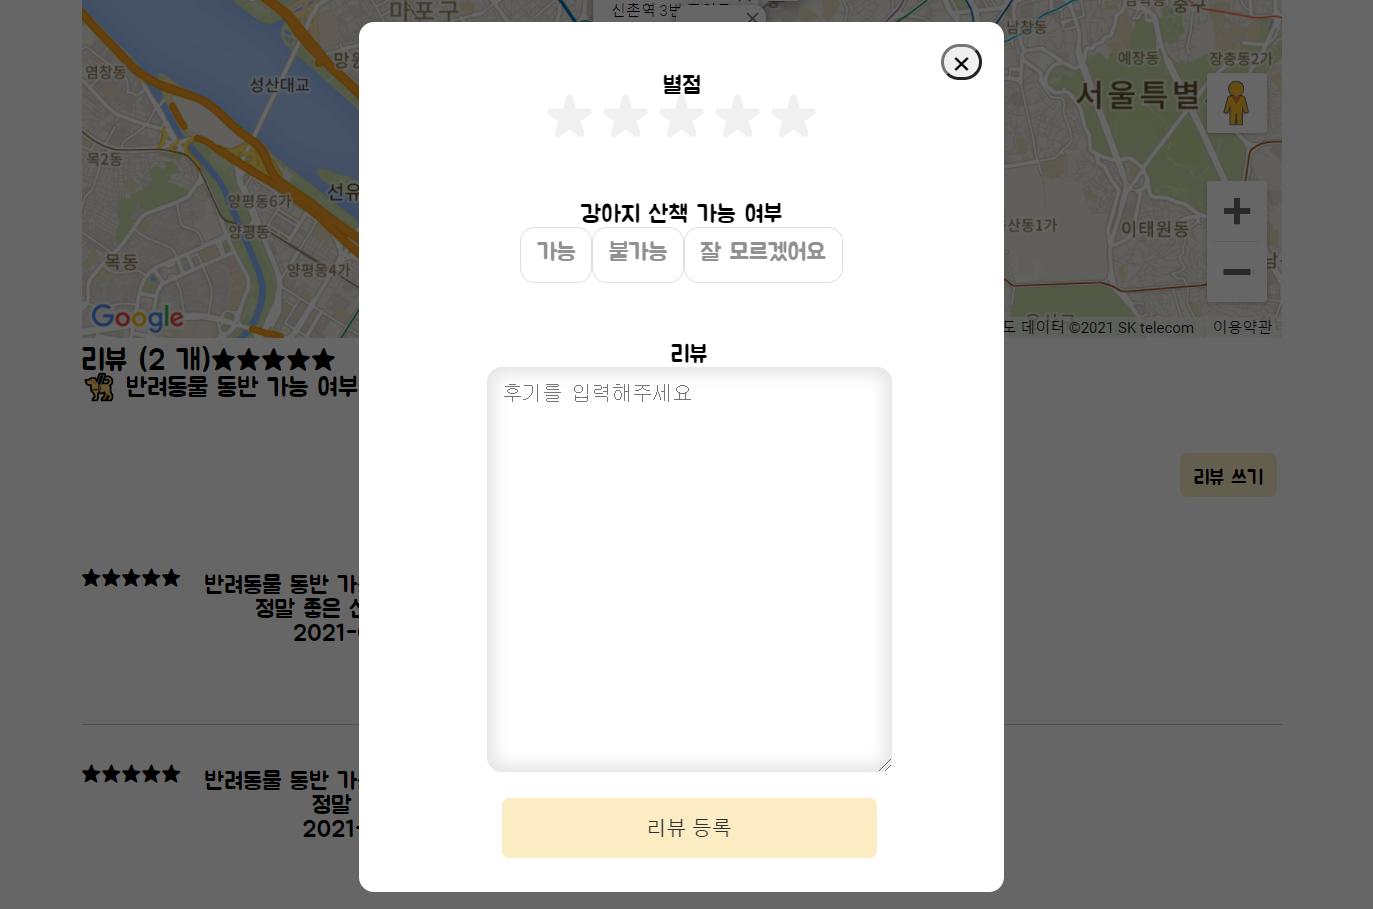 마포구
신촌역 3번
중구
남창동
망원
염창동
성산대교
예장동
장충동2가
서울특별
별점
목2동
선유
양평동6가
강아지 산책 가능 여부
양평동
산동1가
이태원동
가능
불가능
잘 모르겠어요
목동
양평동4가
남
Google
도 데이터 ©2021 SK telecom
이용약관
리뷰 (2 개)★★★★★
리뷰
반려동물 동반 가능 여부
후기를 입력해주세요
리뷰 쓰기
★★★★★
반려동물 동반 가
정말 좋은
2021-
★★★★★
반려동물 동반 가
정말
2021-
리뷰 등록